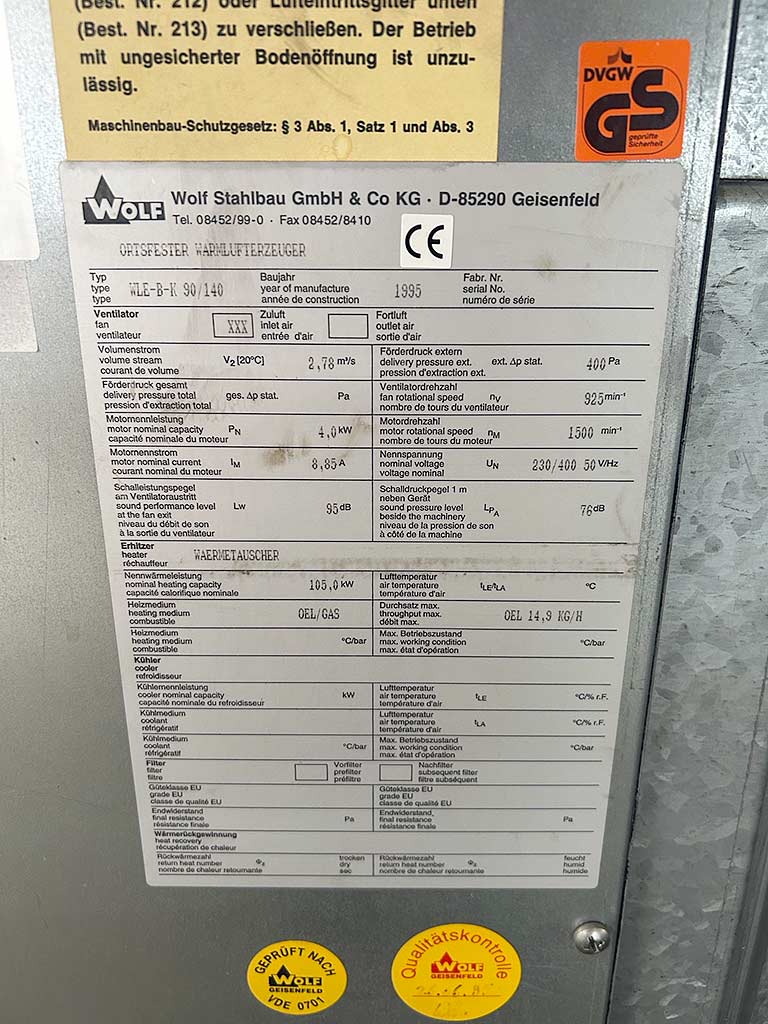 (Best. Nr. 212) oder Lufteintrittsgitter unten
(Best. Nr. 213) zu verschließen. Der Betrieb
mit ungesicherter Bodenöffnung ist unzu-
lässig.
Maschinenbau-Schutzgesetz: § 3 Abs. 1, Satz 1 und Abs. 3
DVGW
GS
geprüfte
Sicherheit
WOLF
Wolf Stahlbau GmbH & Co KG · D-85290 Geisenfeld
Tel. 08452/99-0 · Fax 08452/8410
CE
ORTSFESTER WARMLUFTERZEUGER
Typ
type
type
WLE-B-K 90/140
Baujahr
year of manufacture
année de construction
1995
Fabr. Nr.
serial No.
numéro de série
Ventilator
fan
ventilateur
XXX
Zuluft
inlet air
entrée d'air
Fortluft
outlet air
sortie d'air
Volumenstrom
volume stream
courant de volume
V₂ [20°C]
2,78 m³/s
Förderdruck extern
delivery pressure ext.
pression d'extraction ext.
ext. Δp stat.
400 Pa
Förderdruck gesamt
delivery pressure total
pression d'extraction total
ges. Δp stat.
Pa
Ventilatordrehzahl
fan rotational speed
nombre de tours du ventilateur
nV
925 min⁻¹
Motornennleistung
motor nominal capacity
capacité nominale du moteur
PN
4,0 kW
Motordrehzahl
motor rotational speed
nombre de tours du moteur
nM
1500 min⁻¹
Motornennstrom
motor nominal current
courant nominal du moteur
IM
8,85 A
Nennspannung
nominal voltage
voltage nominal
UN
230/400 50 V/Hz
Schalleistungspegel
am Ventilatoraustritt
sound performance level
at the fan exit
niveau du débit de son
à la sortie du ventilateur
Lw
95 dB
Schalldruckpegel 1 m
neben Gerät
sound pressure level
beside the machinery
niveau de la pression de son
à côté de la machine
LPA
76 dB
Erhitzer
heater
réchauffeur
WAERMETAUSCHER
Nennwärmeleistung
nominal heating capacity
capacité calorifique nominale
105,0 kW
Lufttemperatur
air temperature
température d'air
tLE/tLA
°C
Heizmedium
heating medium
combustible
OEL/GAS
Durchsatz max.
throughput max.
débit max.
OEL 14,9 KG/H
Heizmedium
heating medium
combustible
°C/bar
Max. Betriebszustand
max. working condition
max. état d'opération
°C/bar
Kühler
cooler
refroidisseur
Kühlernennleistung
cooler nominal capacity
capacité nominale du refroidisseur
kW
Lufttemperatur
air temperature
température d'air
tLE
°C/% r.F.
Kühlmedium
coolant
réfrigératif
Lufttemperatur
air temperature
température d'air
tLA
°C/% r.F.
Kühlmedium
coolant
réfrigératif
°C/bar
Max. Betriebszustand
max. working condition
max. état d'opération
°C/bar
Filter
filter
filtre
Vorfilter
prefilter
préfiltre
Nachfilter
subsequent filter
filtre subséquent
Güteklasse EU
grade EU
classe de qualité EU
Güteklasse EU
grade EU
classe de qualité EU
Endwiderstand
final resistance
résistance finale
Pa
Endwiderstand,
final resistance,
résistance finale
Pa
Wärmerückgewinnung
heat recovery
récupération de chaleur
Rückwärmezahl
return heat number
nombre de chaleur retournante
Φ₂
trocken
dry
sec
Rückwärmezahl
return heat number
nombre de chaleur retournante
Φ₂
feucht
humid
humide
GEPRÜFT NACH
WOLF
GEISENFELD
VDE 0701
Qualitätskontrolle
WOLF
GEISENFELD